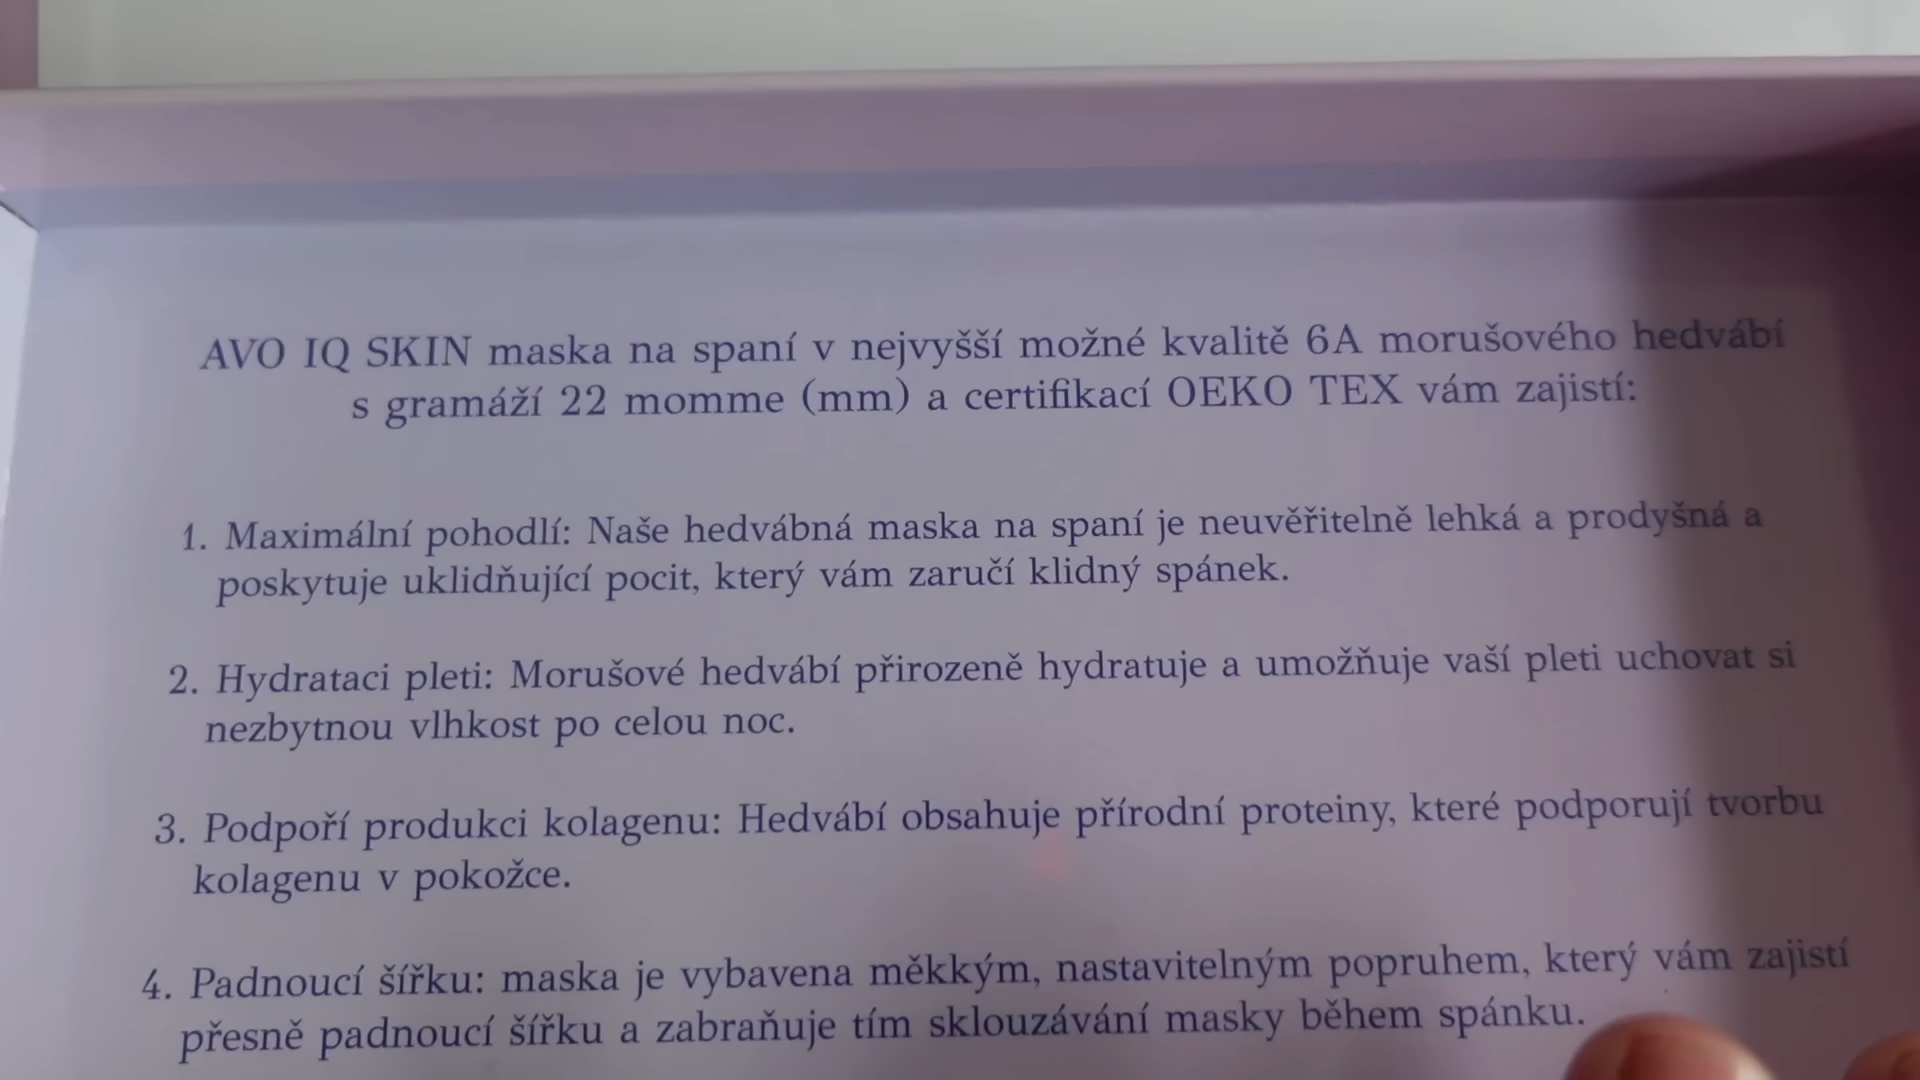 AVO IQ SKIN maska na spaní v nejvyšší možné kvalitě 6A morušového hedvábí
s gramáží 22 momme (mm) a certifikací OEKO TEX vám zajistí:
1. Maximální pohodlí: Naše hedvábná maska na spaní je neuvěřitelně lehká a prodyšná a
poskytuje uklidňující pocit, který vám zaručí klidný spánek.
2. Hydrataci pleti: Morušové hedvábí přirozeně hydratuje a umožňuje vaší pleti uchovat si
nezbytnou vlhkost po celou noc.
3. Podpoří produkci kolagenu: Hedvábí obsahuje přírodní proteiny, které podporují tvorbu
kolagenu v pokožce.
4. Padnoucí šířku: maska je vybavena měkkým, nastavitelným popruhem, který vám zajistí
přesně padnoucí šířku a zabraňuje tím sklouzávání masky během spánku.